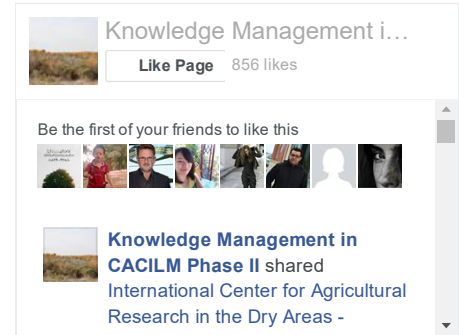 Knowledge Management i...
Like Page
856 likes
Be the first of your friends to like this
Knowledge Management in
CACILM Phase II shared
International Center for Agricultural
Research in the Dry Areas -